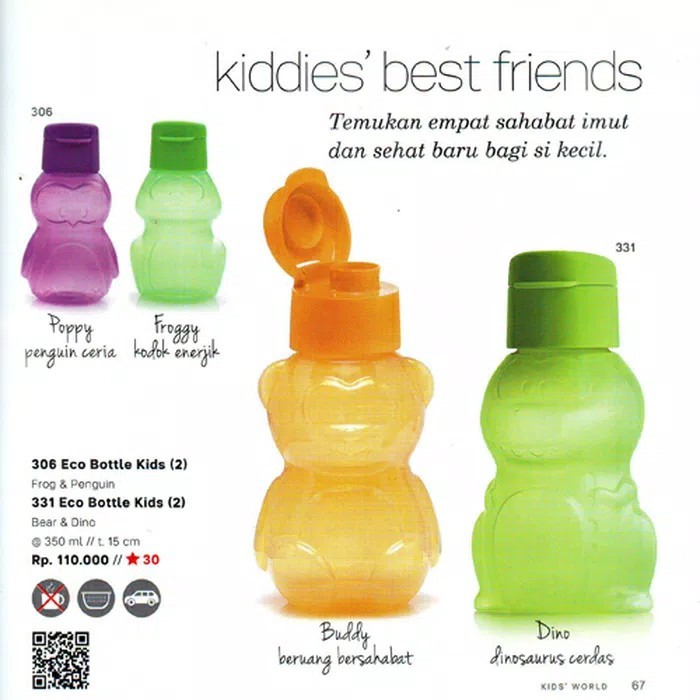 kiddies' best friends
Temukan empat sahabat imut
dan sehat baru bagi si kecil.
306
331
Poppy
penguin ceria
Froggy
kodok enerjik
306 Eco Bottle Kids (2)
Frog & Penguin
331 Eco Bottle Kids (2)
Bear & Dino
@ 350 ml // t. 15 cm
Rp. 110.000 // ★ 30
Buddy
beruang bersahabat
Dino
dinosaurus cerdas
KIDS' WORLD 67